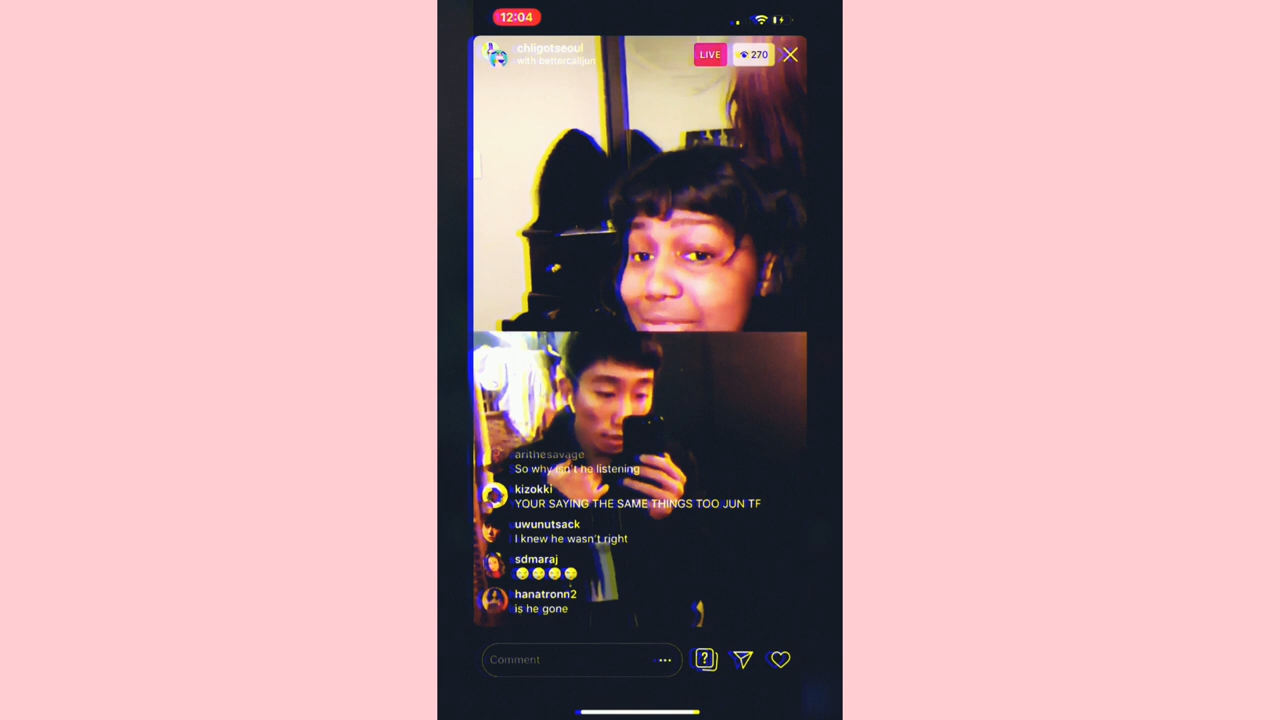 12:04
chligotseoul
with bettercalljun
LIVE
270
arithesavage
So why isn't he listening
kizokki
YOUR SAYING THE SAME THINGS TOO JUN TF
uwunutsack
I knew he wasn't right
sdmaraj
hanatronn2
is he gone
Comment